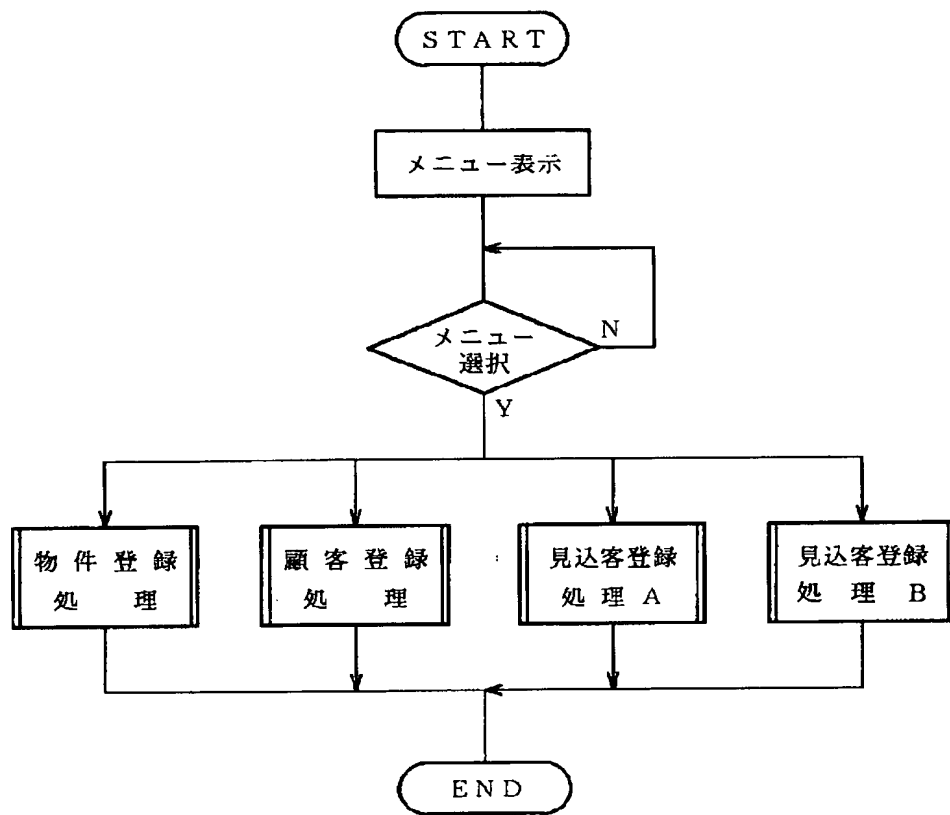 START
メニュー表示
メニュー
選択
N
Y
物件登録
処理
顧客登録
処理
見込客登録
処理A
見込客登録
処理B
END